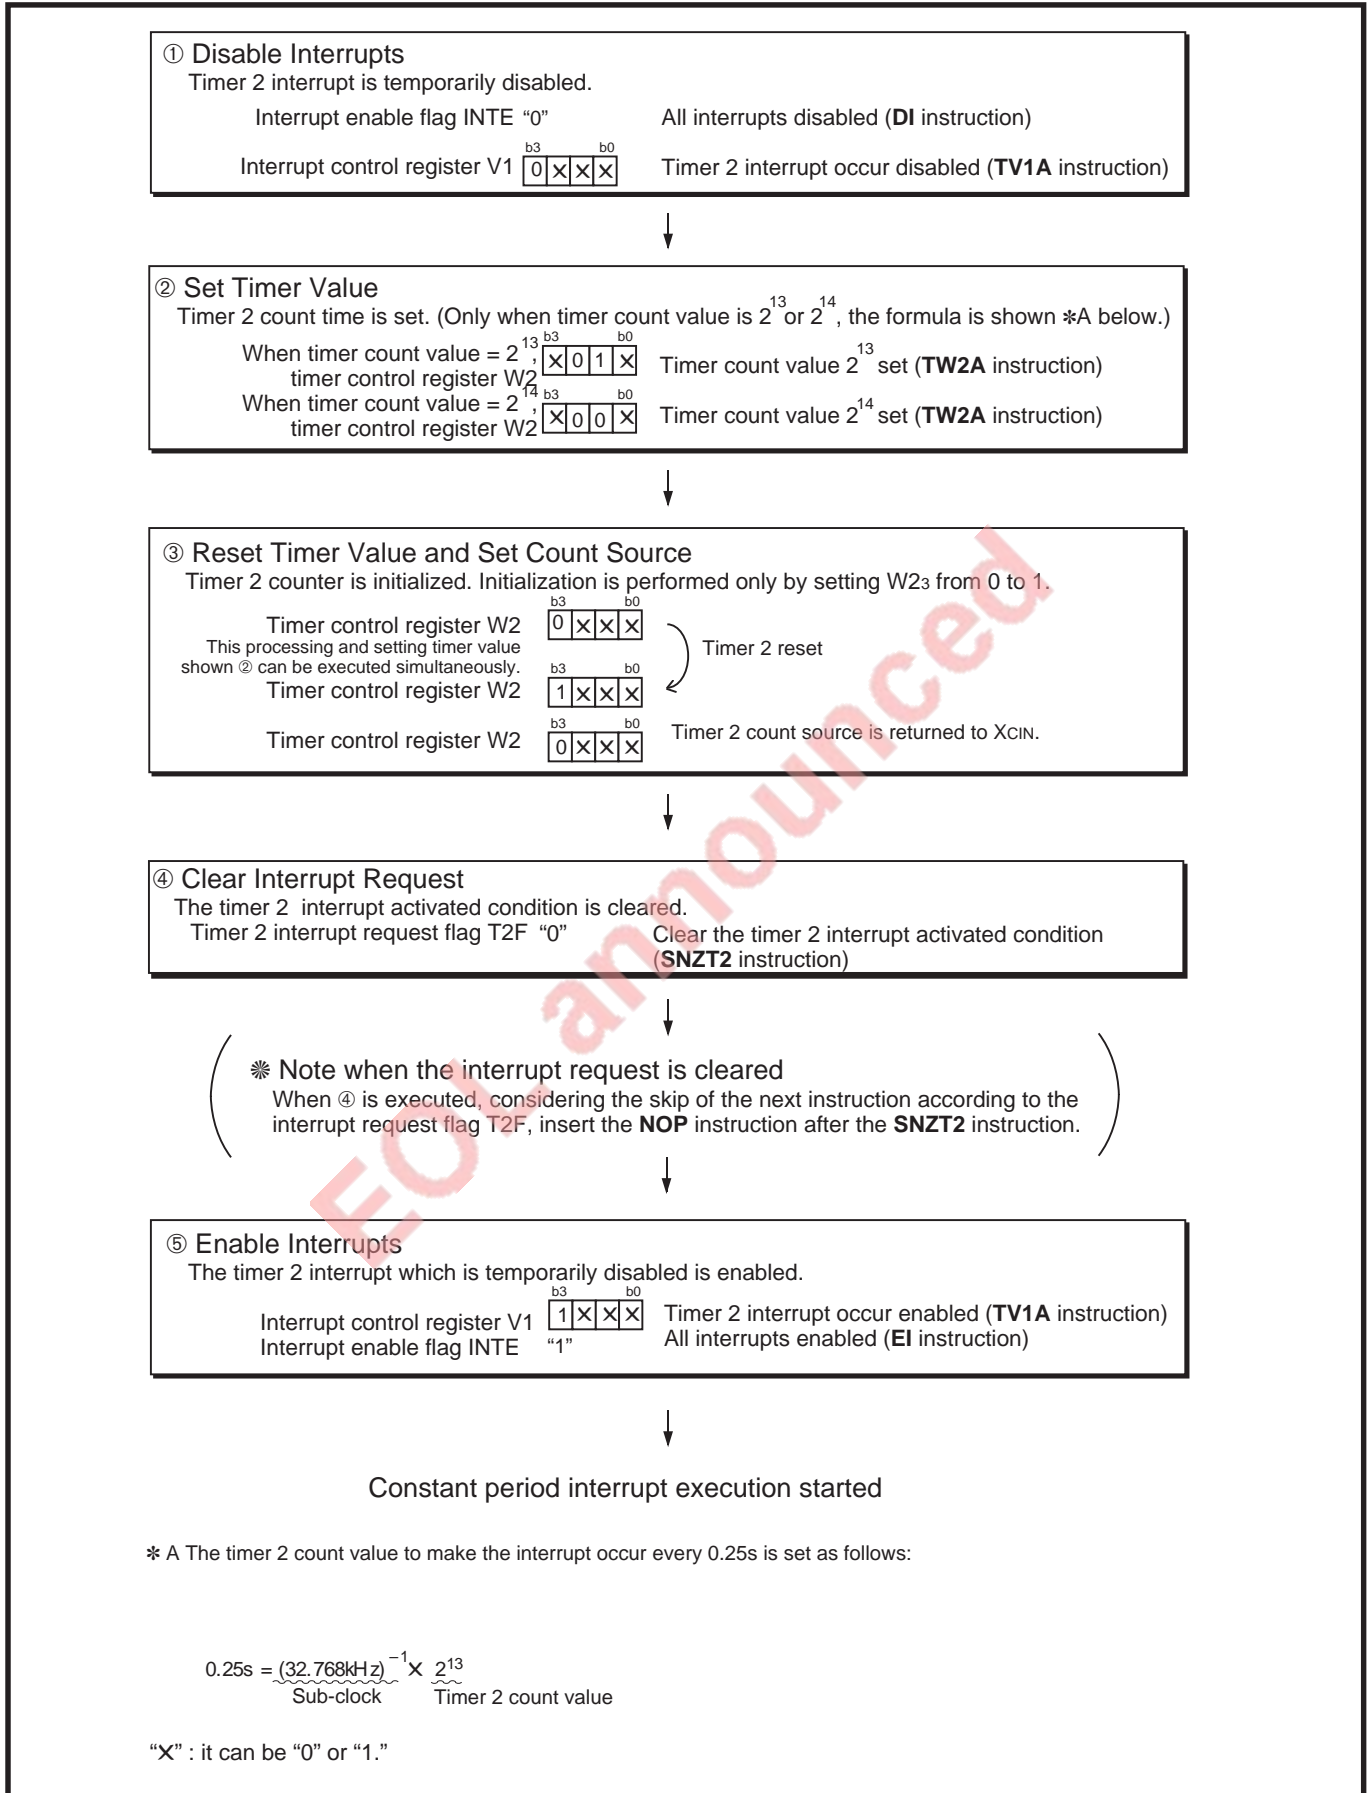 ① Disable Interrupts
Timer 2 interrupt is temporarily disabled.
Interrupt enable flag INTE “0” All interrupts disabled (DI instruction)
b3 b0
Interrupt control register V1 0 X X X Timer 2 interrupt occur disabled (TV1A instruction)
② Set Timer Value
Timer 2 count time is set. (Only when timer count value is 2^13 or 2^14, the formula is shown ✽A below.)
When timer count value = 2^13, b3 b0
timer control register W2 X 0 1 X Timer count value 2^13 set (TW2A instruction)
When timer count value = 2^14, b3 b0
timer control register W2 X 0 0 X Timer count value 2^14 set (TW2A instruction)
③ Reset Timer Value and Set Count Source
Timer 2 counter is initialized. Initialization is performed only by setting W23 from 0 to 1.
b3 b0
Timer control register W2 0 X X X
This processing and setting timer value
shown ② can be executed simultaneously.
Timer 2 reset
b3 b0
Timer control register W2 1 X X X
b3 b0
Timer control register W2 0 X X X Timer 2 count source is returned to XCIN.
④ Clear Interrupt Request
The timer 2 interrupt activated condition is cleared.
Timer 2 interrupt request flag T2F “0” Clear the timer 2 interrupt activated condition
(SNZT2 instruction)
❊ Note when the interrupt request is cleared
When ④ is executed, considering the skip of the next instruction according to the
interrupt request flag T2F, insert the NOP instruction after the SNZT2 instruction.
⑤ Enable Interrupts
The timer 2 interrupt which is temporarily disabled is enabled.
b3 b0
Interrupt control register V1 1 X X X Timer 2 interrupt occur enabled (TV1A instruction)
Interrupt enable flag INTE “1” All interrupts enabled (EI instruction)
Constant period interrupt execution started
✽ A The timer 2 count value to make the interrupt occur every 0.25s is set as follows:
0.25s = (32.768kHz)^–1 X 2^13
Sub-clock Timer 2 count value
“X” : it can be “0” or “1.”
EOL announced